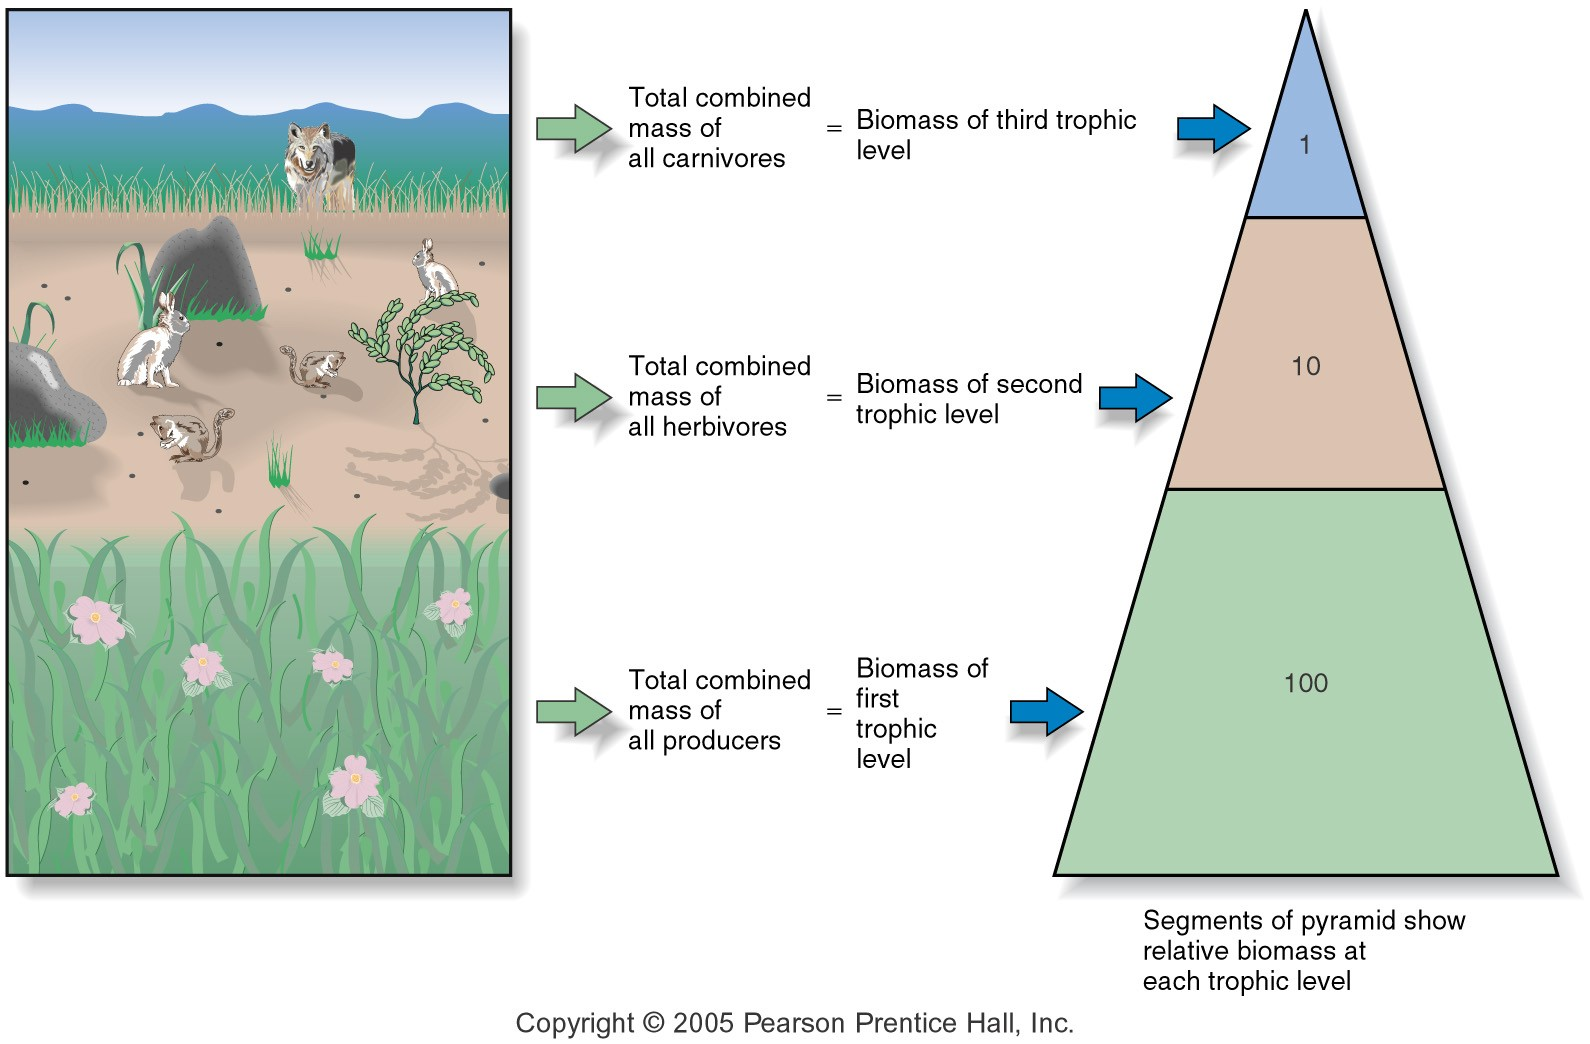 Total combined
mass of
all carnivores
=
Biomass of third trophic
level
1
Total combined
mass of
all herbivores
=
Biomass of second
trophic level
10
Total combined
mass of
all producers
=
Biomass of
first
trophic
level
100
Segments of pyramid show
relative biomass at
each trophic level
Copyright © 2005 Pearson Prentice Hall, Inc.